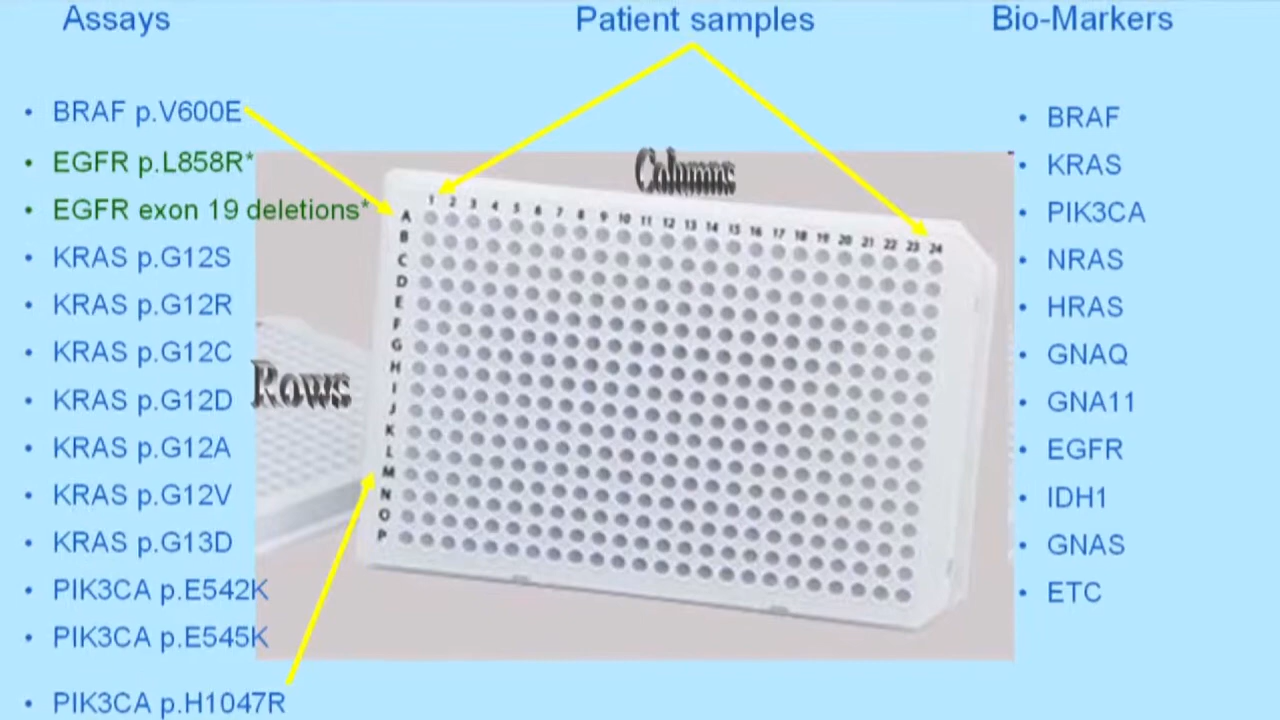 Assays
Patient samples
Bio-Markers
• BRAF p.V600E
• EGFR p.L858R*
• EGFR exon 19 deletions*
• KRAS p.G12S
• KRAS p.G12R
• KRAS p.G12C
• KRAS p.G12D
• KRAS p.G12A
• KRAS p.G12V
• KRAS p.G13D
• PIK3CA p.E542K
• PIK3CA p.E545K
• PIK3CA p.H1047R
Columns
1 2 3 4 5 6 7 8 9 10 11 12 13 14 15 16 17 18 19 20 21 22 23 24
Rows
A
B
C
D
E
F
G
H
I
J
K
L
M
N
O
P
• BRAF
• KRAS
• PIK3CA
• NRAS
• HRAS
• GNAQ
• GNA11
• EGFR
• IDH1
• GNAS
• ETC